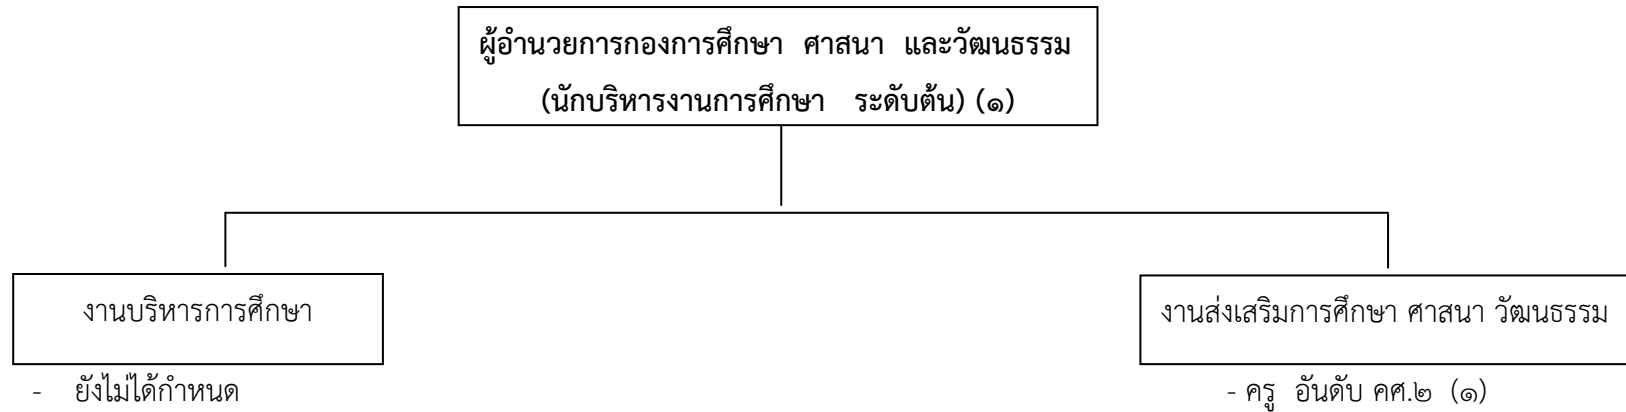 ผู้อำนวยการกองการศึกษา ศาสนา และวัฒนธรรม
(นักบริหารงานการศึกษา ระดับต้น) (๑)
งานบริหารการศึกษา
- ยังไม่ได้กำหนด
งานส่งเสริมการศึกษา ศาสนา วัฒนธรรม
- ครู อันดับ คศ.๒ (๑)